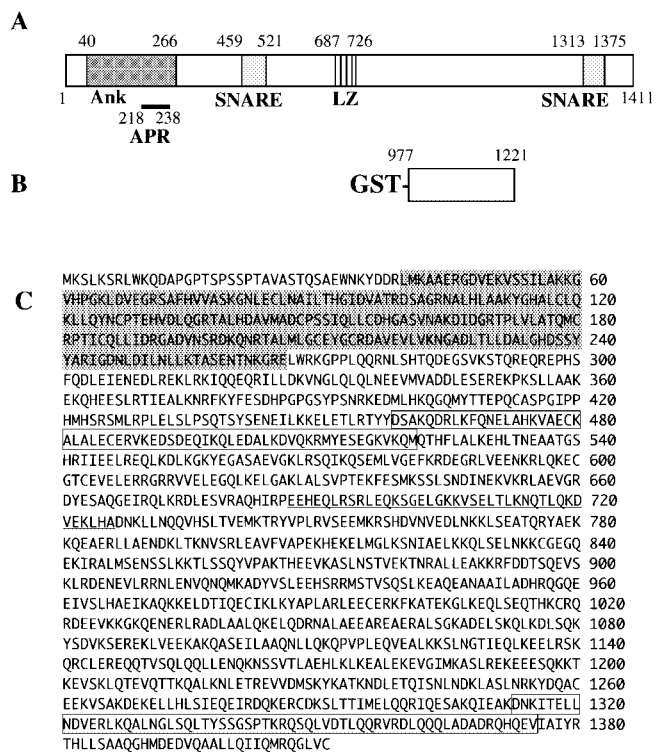 A
40 266 459 521 687 726 1313 1375
1 Ank SNARE LZ SNARE 1411
218 238
APR
B
977 1221
GST-
C
MKSLKSRLWKQDAPGPTSPSSPTAVASTQSAEWNKYDDRLMKAAERGDVEKVSSILAKKG 60
VHPGKLDVEGRSAFHVVASKGNLECLNAILTHGIDVATRDSAGRNALHLAAKYGHALCLQ 120
KLLQYNCPTEHVDLQGRTALHDAVMADCPSSIQLLCDHGASVNAKDIDGRTPLVLATQMC 180
RPTICQLLIDRGADVNSRDKQNRTALMLGCEYGCRDAVEVLVKNGADLTLLDALGHDSSY 240
YARIGDNLDILNLLKTASENTNKGRELWRKGPPLQQRNLSHTQDEGSVKSTQREQREPHS 300
FQDLEIENEDLREKLRKIQQEQRILLDKVNGLQLQLNEEVMVADDLESEREKPKSLLAAK 360
EKQHEESLRTIEALKNRFKYFESDHPGPGSYPSNRKEDMLHKQGQMYTTEPQCASPGIPP 420
HMHSRSMLRPLELSLPSQTSYSENEILKKELETLRTYYDSAKQDRLKFQNELAHKVAECK 480
ALALECERVKEDSDEQIKQLEDALKDVQKRMYESEGKVKQMQTHFLALKEHLTNEAATGS 540
HRIIEELREQLKDLKGKYEGASAEVGKLRSQIKQSEMLVGEFKRDEGRLVEENKRLQKEC 600
GTCEVELERRGRRVVELEGQLKELGAKLALSVPTEKFESMKSSLSNDINEKVKRLAEVGR 660
DYESAQGEIRQLKRDLESVRAQHIRPEEHEQLRSRLEQKSGELGKKVSELTLKNQTLQKD 720
VEKLHADNKLLNQQVHSLTVEMKTRYVPLRVSEEMKRSHDVNVEDLNKKLSEATQRYAEK 780
KQEAERLLAENDKLTKNVSRLEAVFVAPEKHEKELMGLKSNIAELKKQLSELNKKCGEGQ 840
EKIRALMSENSSLKKTLSSQYVPAKTHEEVKASLNSTVEKTNRALLEAKKRFDDTSQEVS 900
KLRDENEVLRRNLENVQNQMKADYVSLEEHSRRMSTVSQSLKEAQEANAAILADHRQGQE 960
EIVSLHAEIKAQKKELDTIQECIKLKYAPLARLEECERKFKATEKGLKEQLSEQTHKCRQ 1020
RDEEVKKGKQENERLRADLAALQKELQDRNALAEEAREAERALSGKADELSKQLKDLSQK 1080
YSDVKSEREKLVEEKAKQASEILAAQNLLQKQPVPLEQVEALKKSLNGTIEQLKEELRSK 1140
QRCLEREQQTVSQLQQLLENQKNSSVTLAEHLKLKEALEKEVGIMKASLREKEEESQKKT 1200
KEVSKLQTEVQTTKQALKNLETREVVDMSKYKATKNDLETQISNLNDKLASLNRKYDQAC 1260
EEKVSAKDEKELLHLSIEQEIRDQKERCDKSLTTIMELQQRIQESAKQIEAKDNKITELL 1320
NDVERLKQALNGLSQLTYSSGSPTKRQSQLVDTLQQRVRDLQQQLADADRQHQEVIAIYR 1380
THLLSAAQGHMDEDVQAALLQIIQMRQGLVC